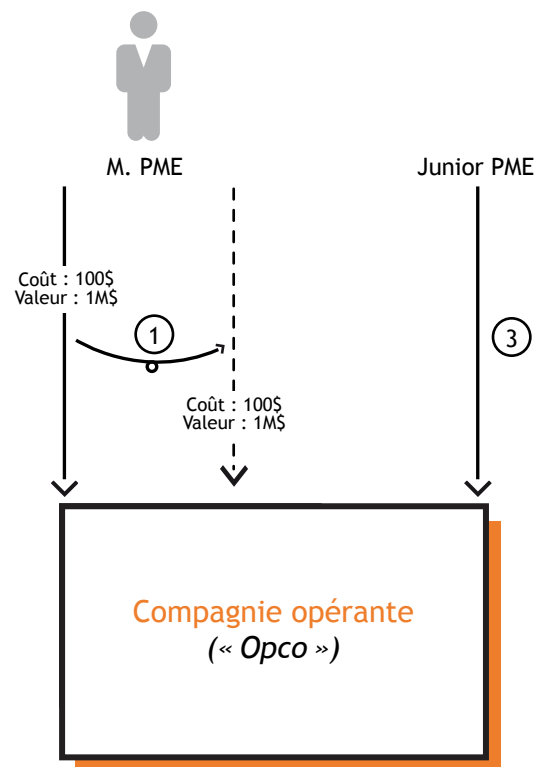 M. PME
Junior PME
Coût : 100$
Valeur : 1M$
1
3
Coût : 100$
Valeur : 1M$
Compagnie opérante
(« Opco »)